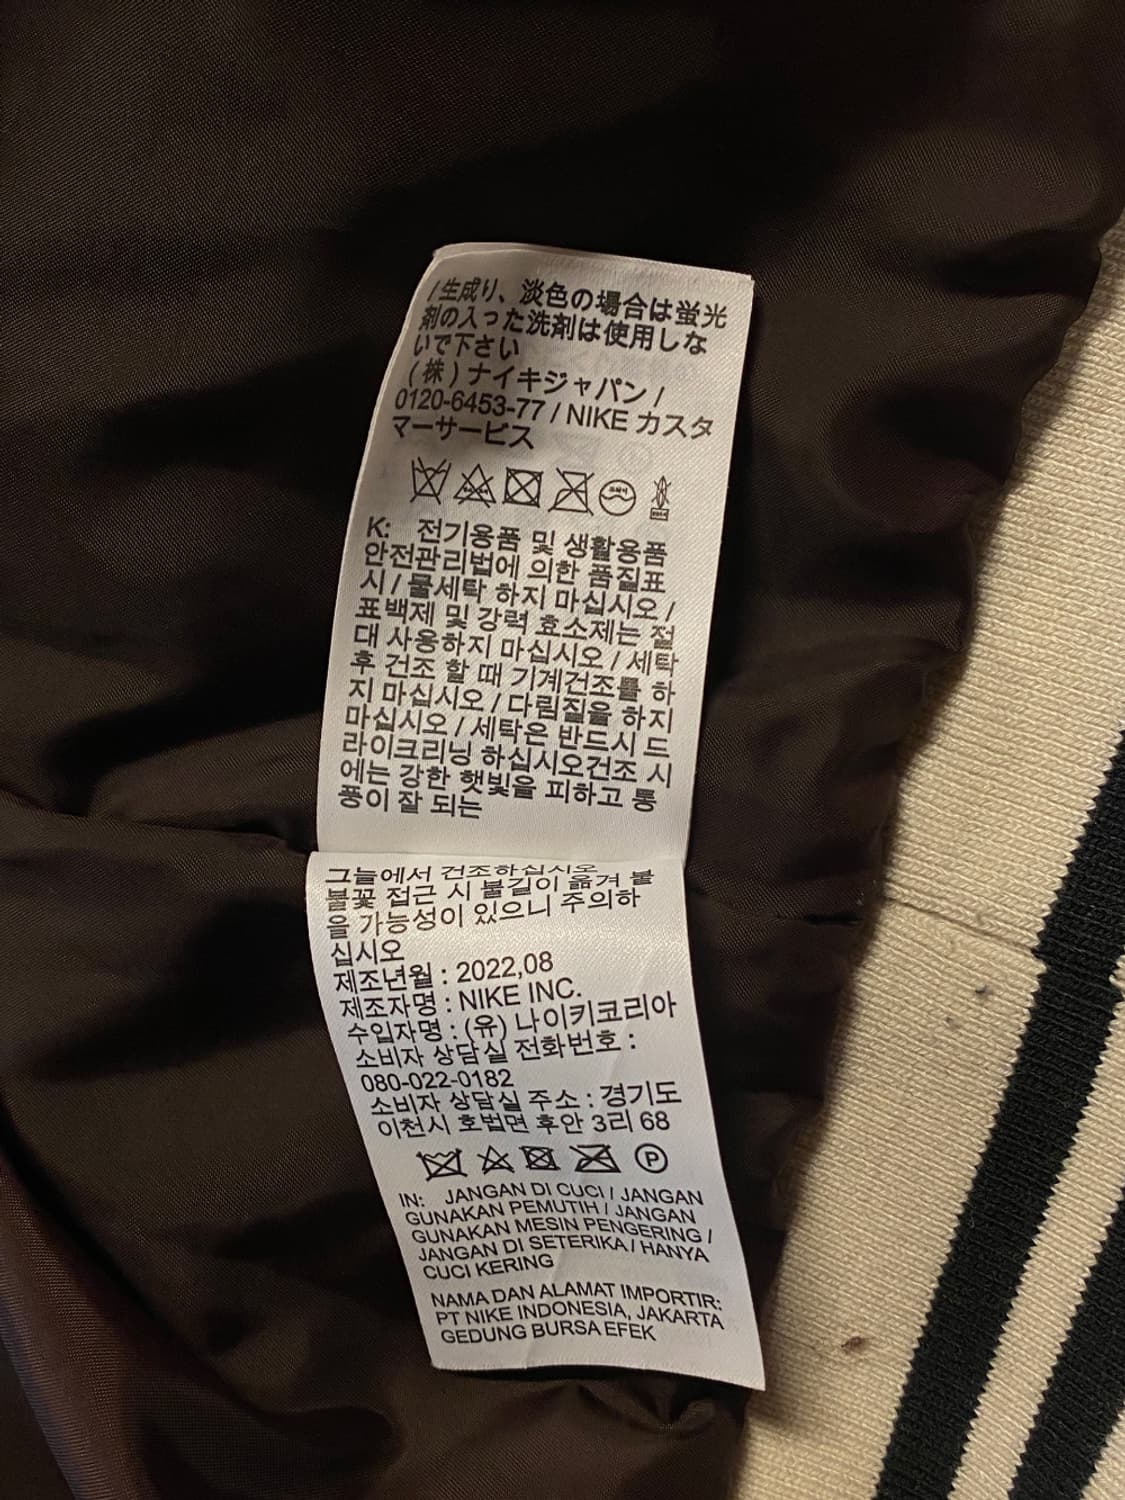 /生成り、淡色の場合は蛍光
剤の入った洗剤は使用しな
いで下さい
(株)ナイキジャパン /
0120-6453-77 / NIKE カスタ
マーサービス
K: 전기용품 및 생활용품
안전관리법에 의한 품질표
시 / 물세탁 하지 마십시오 /
표백제 및 강력 효소제는 절
대 사용하지 마십시오 / 세탁
후 건조 할 때 기계건조를 하
지 마십시오 / 다림질을 하지
마십시오 / 세탁은 반드시 드
라이크리닝 하십시오건조 시
에는 강한 햇빛을 피하고 통
풍이 잘 되는
그늘에서 건조하십시오
불꽃 접근 시 불길이 옮겨 붙
을 가능성이 있으니 주의하
십시오
제조년월 : 2022,08
제조자명 : NIKE INC.
수입자명 : (유) 나이키코리아
소비자 상담실 전화번호 :
080-022-0182
소비자 상담실 주소 : 경기도
이천시 호법면 후안 3리 68
P
IN: JANGAN DI CUCI / JANGAN
GUNAKAN PEMUTIH / JANGAN
GUNAKAN MESIN PENGERING /
JANGAN DI SETERIKA / HANYA
CUCI KERING
NAMA DAN ALAMAT IMPORTIR:
PT NIKE INDONESIA, JAKARTA
GEDUNG BURSA EFEK